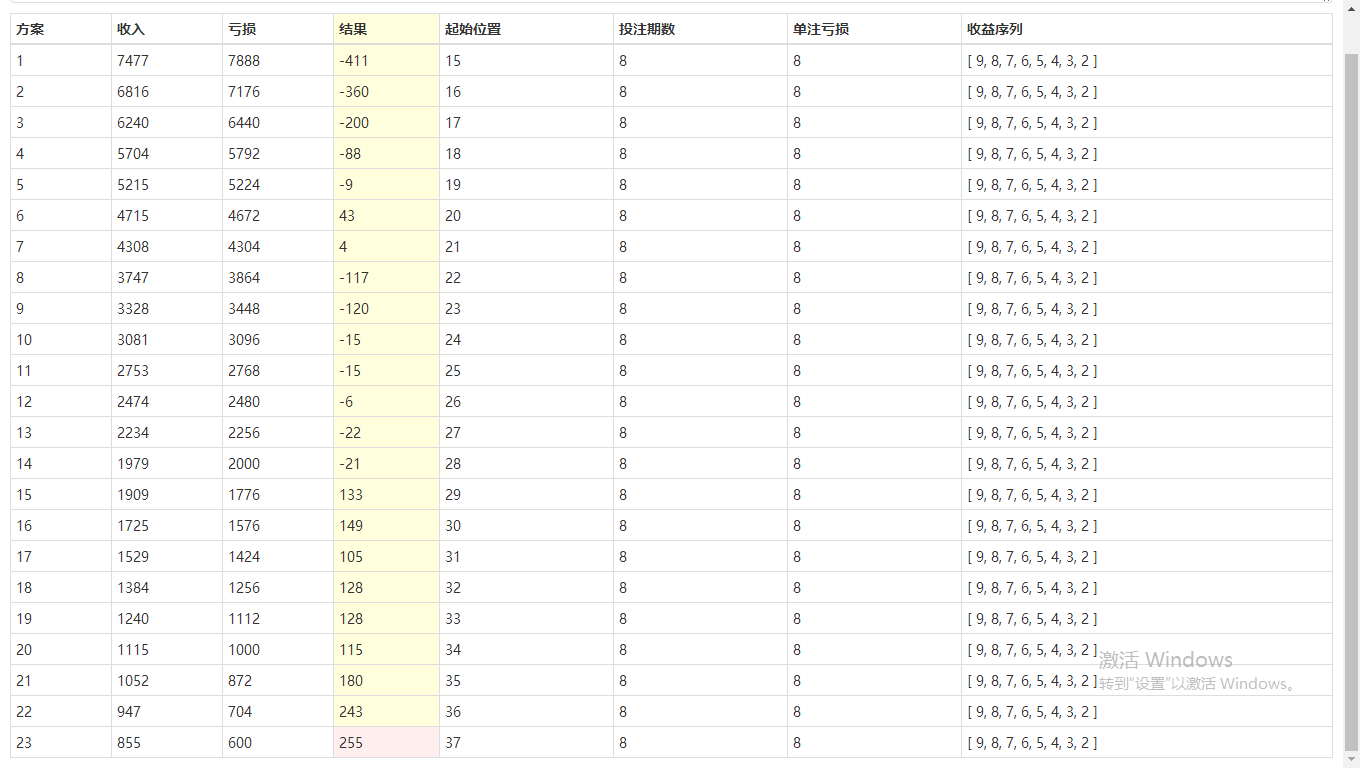 方案 收入 亏损 结果 起始位置 投注期数 单注亏损 收益序列
1 7477 7888 -411 15 8 8 [ 9, 8, 7, 6, 5, 4, 3, 2 ]
2 6816 7176 -360 16 8 8 [ 9, 8, 7, 6, 5, 4, 3, 2 ]
3 6240 6440 -200 17 8 8 [ 9, 8, 7, 6, 5, 4, 3, 2 ]
4 5704 5792 -88 18 8 8 [ 9, 8, 7, 6, 5, 4, 3, 2 ]
5 5215 5224 -9 19 8 8 [ 9, 8, 7, 6, 5, 4, 3, 2 ]
6 4715 4672 43 20 8 8 [ 9, 8, 7, 6, 5, 4, 3, 2 ]
7 4308 4304 4 21 8 8 [ 9, 8, 7, 6, 5, 4, 3, 2 ]
8 3747 3864 -117 22 8 8 [ 9, 8, 7, 6, 5, 4, 3, 2 ]
9 3328 3448 -120 23 8 8 [ 9, 8, 7, 6, 5, 4, 3, 2 ]
10 3081 3096 -15 24 8 8 [ 9, 8, 7, 6, 5, 4, 3, 2 ]
11 2753 2768 -15 25 8 8 [ 9, 8, 7, 6, 5, 4, 3, 2 ]
12 2474 2480 -6 26 8 8 [ 9, 8, 7, 6, 5, 4, 3, 2 ]
13 2234 2256 -22 27 8 8 [ 9, 8, 7, 6, 5, 4, 3, 2 ]
14 1979 2000 -21 28 8 8 [ 9, 8, 7, 6, 5, 4, 3, 2 ]
15 1909 1776 133 29 8 8 [ 9, 8, 7, 6, 5, 4, 3, 2 ]
16 1725 1576 149 30 8 8 [ 9, 8, 7, 6, 5, 4, 3, 2 ]
17 1529 1424 105 31 8 8 [ 9, 8, 7, 6, 5, 4, 3, 2 ]
18 1384 1256 128 32 8 8 [ 9, 8, 7, 6, 5, 4, 3, 2 ]
19 1240 1112 128 33 8 8 [ 9, 8, 7, 6, 5, 4, 3, 2 ]
20 1115 1000 115 34 8 8 [ 9, 8, 7, 6, 5, 4, 3, 2 ]
激活 Windows
21 1052 872 180 35 8 8 [ 9, 8, 7, 6, 5, 4, 3, 2 ]
转到“设置”以激活 Windows。
22 947 704 243 36 8 8 [ 9, 8, 7, 6, 5, 4, 3, 2 ]
23 855 600 255 37 8 8 [ 9, 8, 7, 6, 5, 4, 3, 2 ]